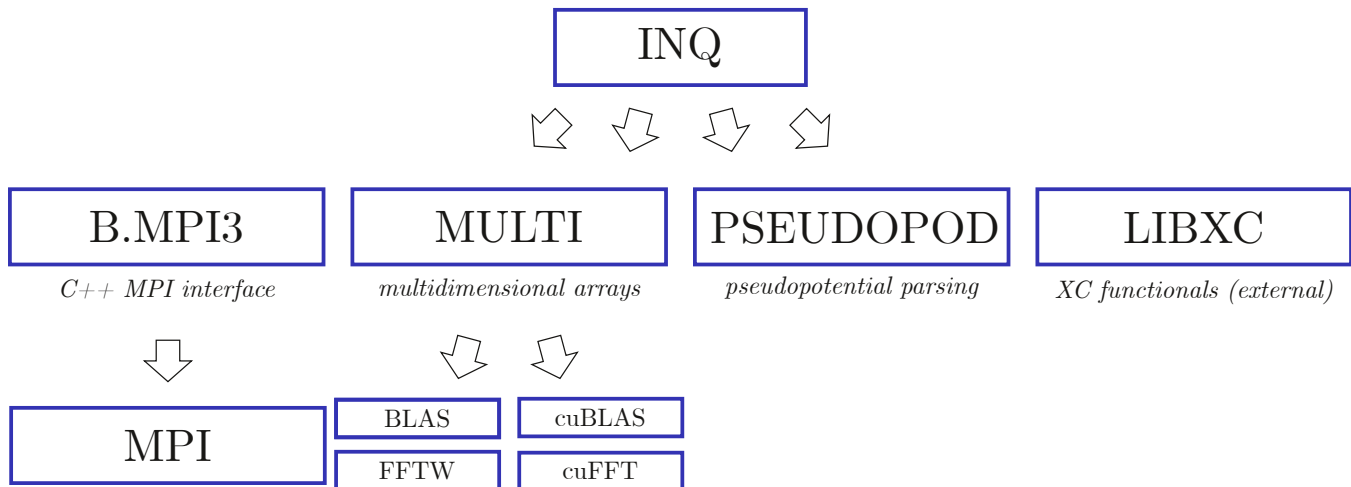 INQ
B.MPI3
MULTI
PSEUDOPOD
LIBXC
C++ MPI interface
multidimensional arrays
pseudopotential parsing
XC functionals (external)
MPI
BLAS
cuBLAS
FFTW
cuFFT